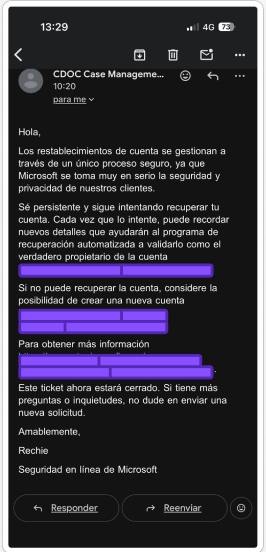 13:29
4G 73
CDOC Case Manageme...
10:20
para me
Hola,
Los restablecimientos de cuenta se gestionan a
través de un único proceso seguro, ya que
Microsoft se toma muy en serio la seguridad y
privacidad de nuestros clientes.
Sé persistente y sigue intentando recuperar tu
cuenta. Cada vez que lo intente, puede recordar
nuevos detalles que ayudarán al programa de
recuperación automatizada a validarlo como el
verdadero propietario de la cuenta
Si no puede recuperar la cuenta, considere la
posibilidad de crear una nueva cuenta
Para obtener más información
Este ticket ahora estará cerrado. Si tiene más
preguntas o inquietudes, no dude en enviar una
nueva solicitud.
Amablemente,
Rechie
Seguridad en línea de Microsoft
Responder
Reenviar